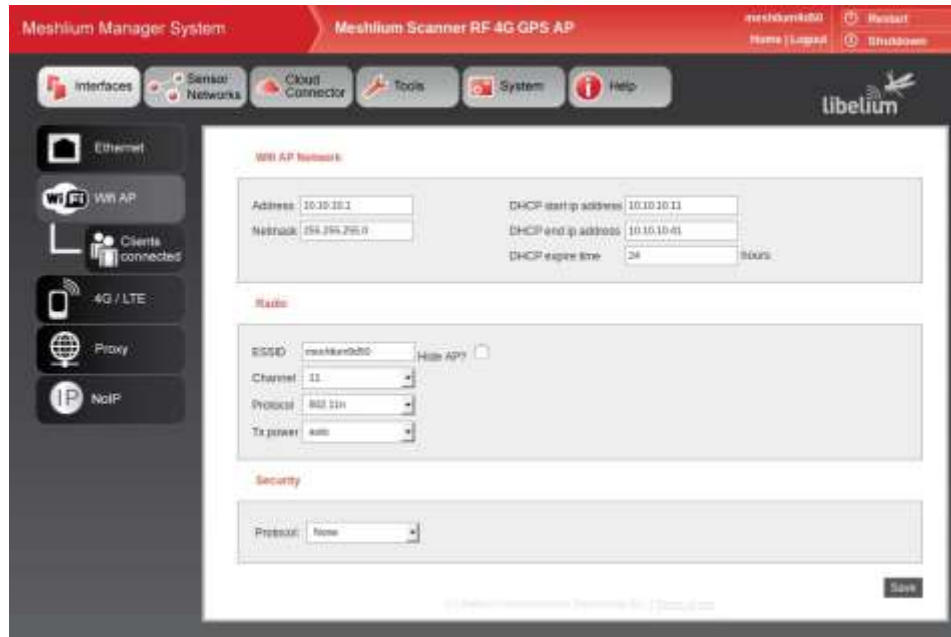 Meshlium Manager System
Meshlium Scanner RF 4G GPS AP
Restart
Home | Logout
Shutdown
Interfaces
Sensor Networks
Cloud Connector
Tools
System
Help
libelium
Ethernet
WiFi
Wifi AP
Clients connected
4G / LTE
Proxy
IP
NoIP
Wifi AP Network
Address 10.10.10.1
DHCP start ip address 10.10.10.11
Netmask 255.255.255.0
DHCP end ip address 10.10.10.41
DHCP expire time 24 hours
Radio
ESSID
Hide AP?
Channel 11
Protocol 802.11n
Tx power auto
Security
Protocol: None
Save